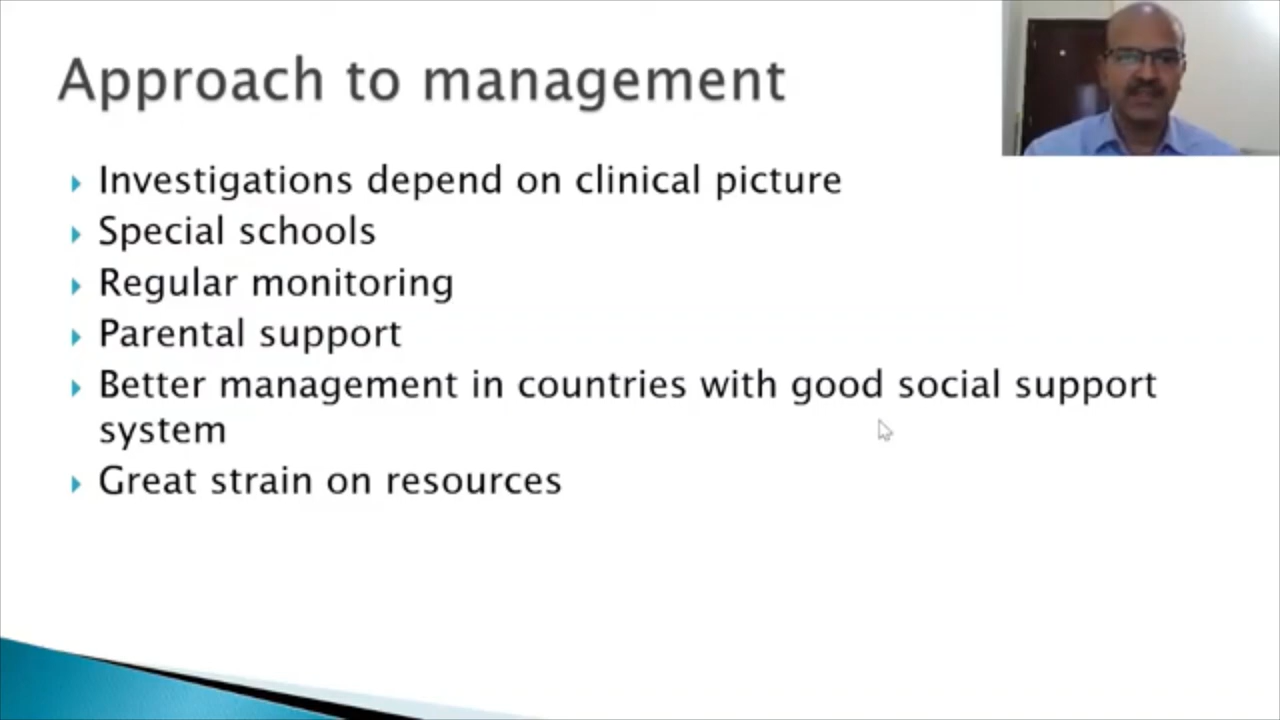 Approach to management
Investigations depend on clinical picture
Special schools
Regular monitoring
Parental support
Better management in countries with good social support
system
Great strain on resources